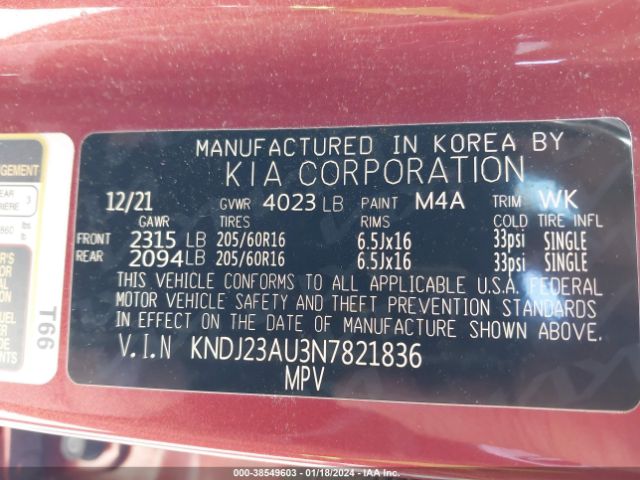 MANUFACTURED IN KOREA BY
KIA CORPORATION
12/21 GVWR 4023 LB PAINT M4A TRIM WK
GAWR TIRES RIMS COLD TIRE INFL
FRONT 2315 LB 205/60R16 6.5Jx16 33psi SINGLE
REAR 2094 LB 205/60R16 6.5Jx16 33psi SINGLE
THIS VEHICLE CONFORMS TO ALL APPLICABLE U.S.A. FEDERAL
MOTOR VEHICLE SAFETY AND THEFT PREVENTION STANDARDS
IN EFFECT ON THE DATE OF MANUFACTURE SHOWN ABOVE.
V.I.N KNDJ23AU3N7821836
MPV
T66
860 lbs
000-38549603 - 01/18/2024 - IAA Inc.